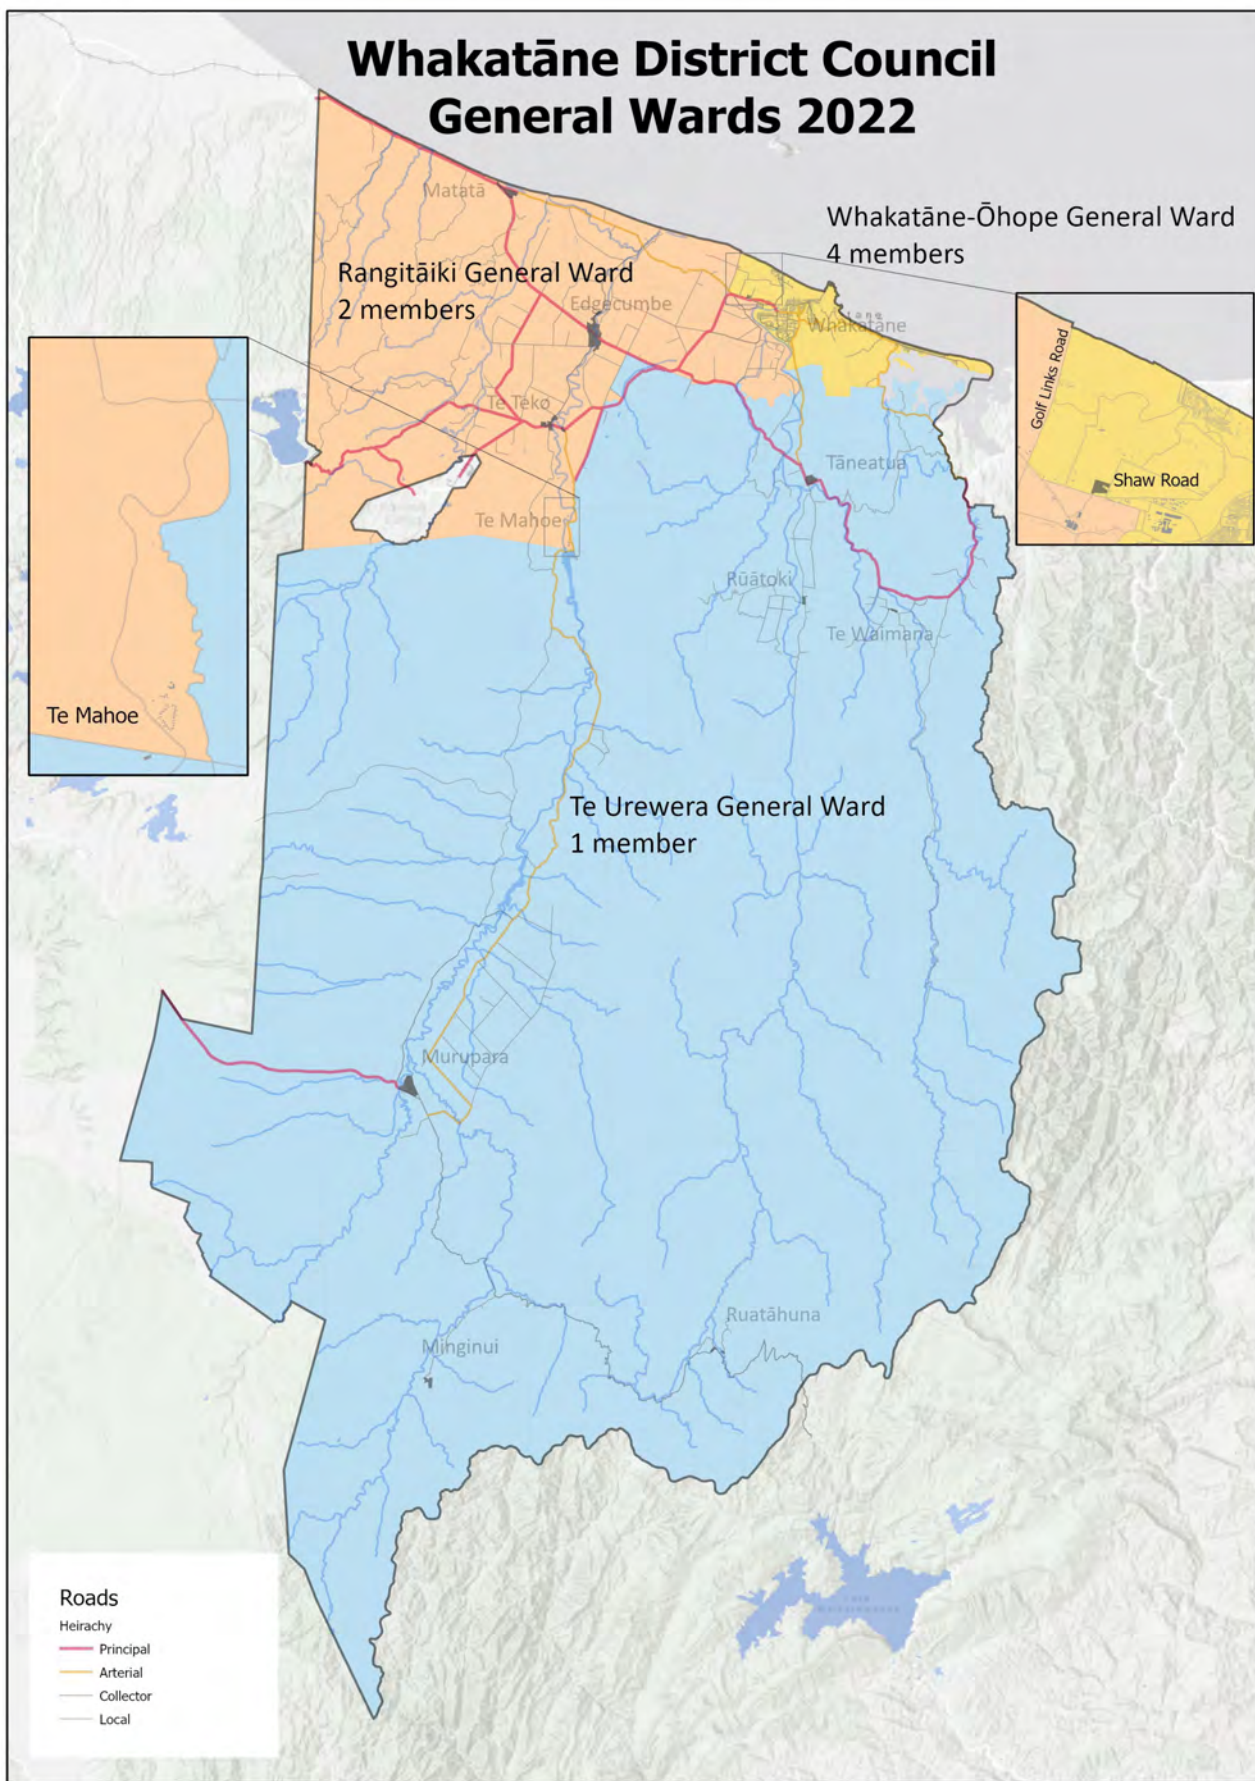 Whakatāne District Council
General Wards 2022
Matatā
Whakatāne-Ōhope General Ward
4 members
Rangitāiki General Ward
2 members
Edgecumbe
Whakatāne
Golf Links Road
Te Teko
Tāneatua
Shaw Road
Te Mahoe
Rūātoki
Te Waimana
Te Mahoe
Te Urewera General Ward
1 member
Murupara
Ruatāhuna
Minginui
Roads
Heirachy
Principal
Arterial
Collector
Local